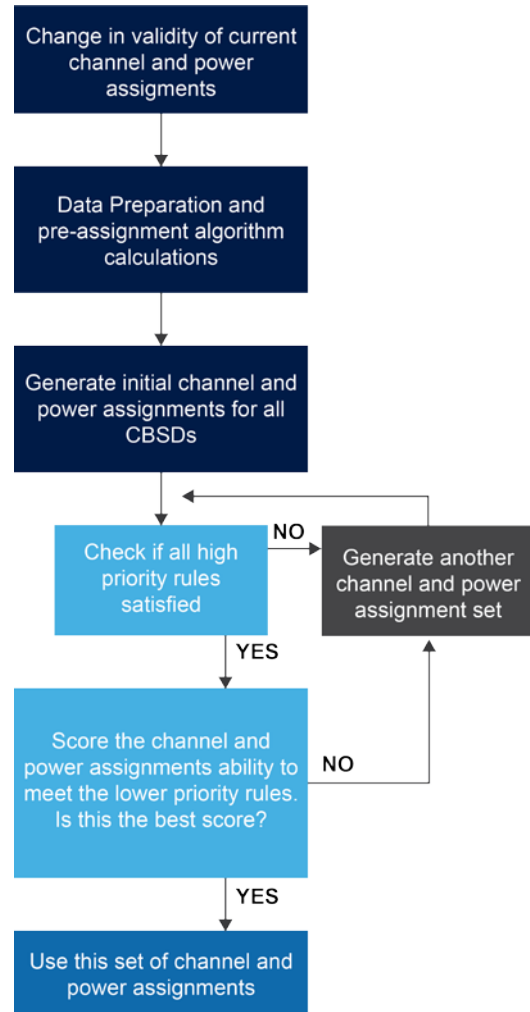 Change in validity of current
channel and power
assigments
Data Preparation and
pre-assignment algorithm
calculations
Generate initial channel and
power assignments for all
CBSDs
Check if all high
priority rules
satisfied
NO
Generate another
channel and power
assignment set
YES
Score the channel and
power assignments ability to
meet the lower priority rules.
Is this the best score?
NO
YES
Use this set of channel and
power assignments